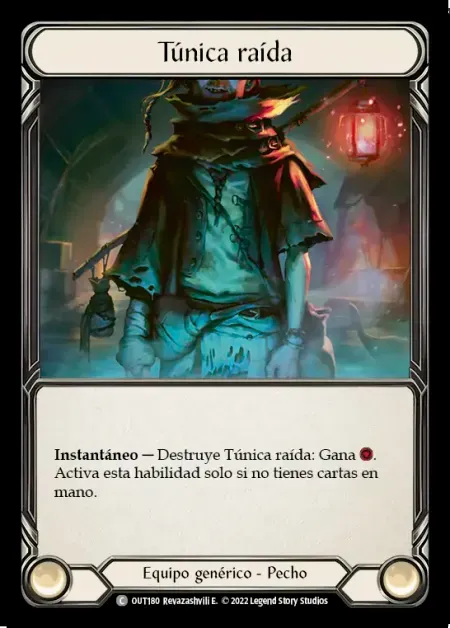 Túnica raída
Instantáneo — Destruye Túnica raída: Gana .
Activa esta habilidad solo si no tienes cartas en
mano.
Equipo genérico - Pecho
C OUT180 Revazashvili E. © 2022 Legend Story Studios